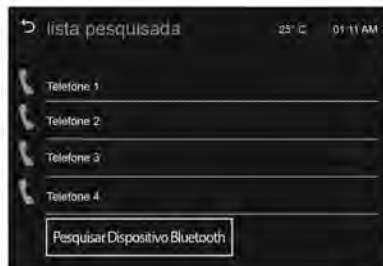 lista pesquisada 25° C 01:11 AM
Telefone 1
Telefone 2
Telefone 3
Telefone 4
Pesquisar Dispositivo Bluetooth